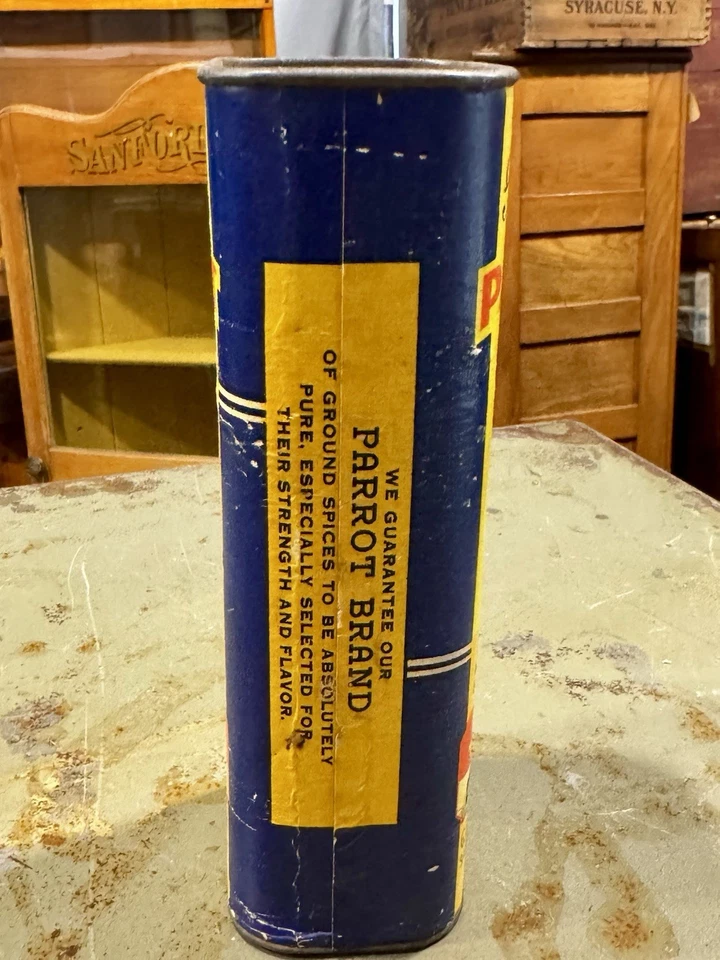 SYRACUSE, N.Y.
SANFORD
P
WE GUARANTEE OUR
PARROT BRAND
OF GROUND SPICES TO BE ABSOLUTELY
PURE, ESPECIALLY SELECTED FOR
THEIR STRENGTH AND FLAVOR.